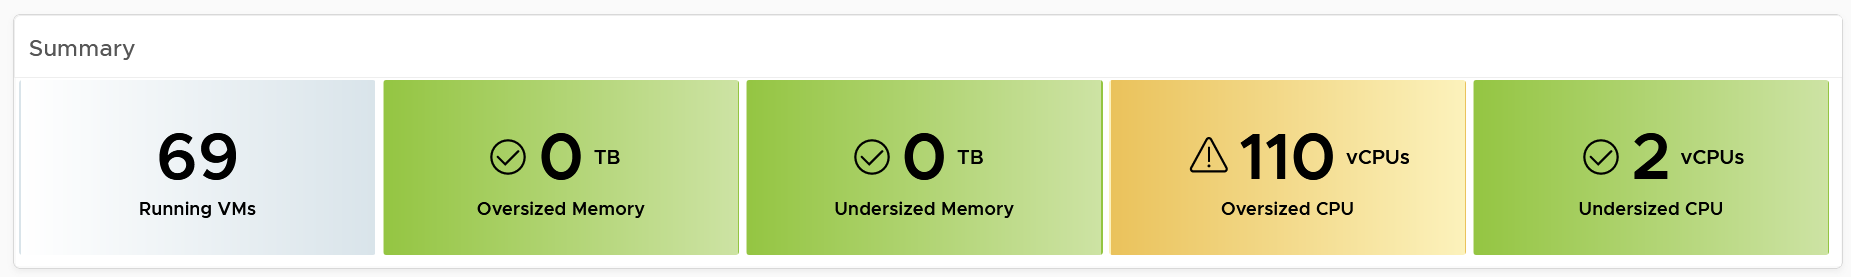 Summary
69
Running VMs
0 TB
Oversized Memory
0 TB
Undersized Memory
110 vCPUs
Oversized CPU
2 vCPUs
Undersized CPU